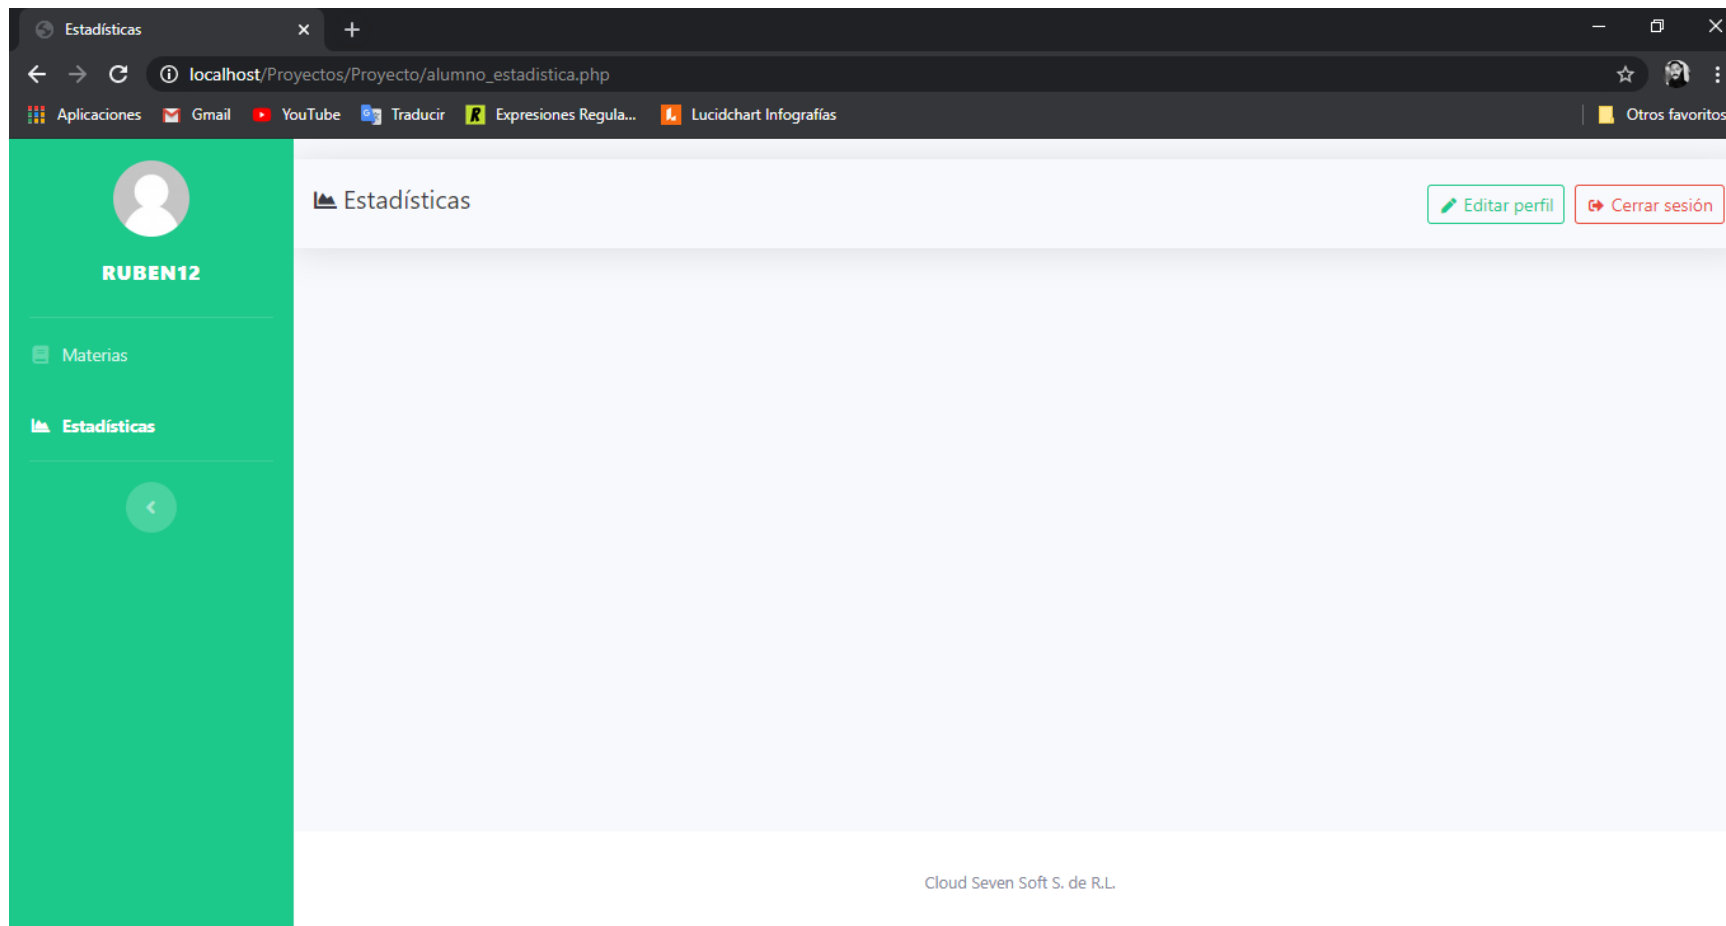 Estadísticas
localhost/Proyectos/Proyecto/alumno_estadistica.php
Aplicaciones Gmail YouTube Traducir Expresiones Regula... Lucidchart Infografías Otros favoritos
Estadísticas Editar perfil Cerrar sesión
RUBEN12
Materias
Estadísticas
Cloud Seven Soft S. de R.L.